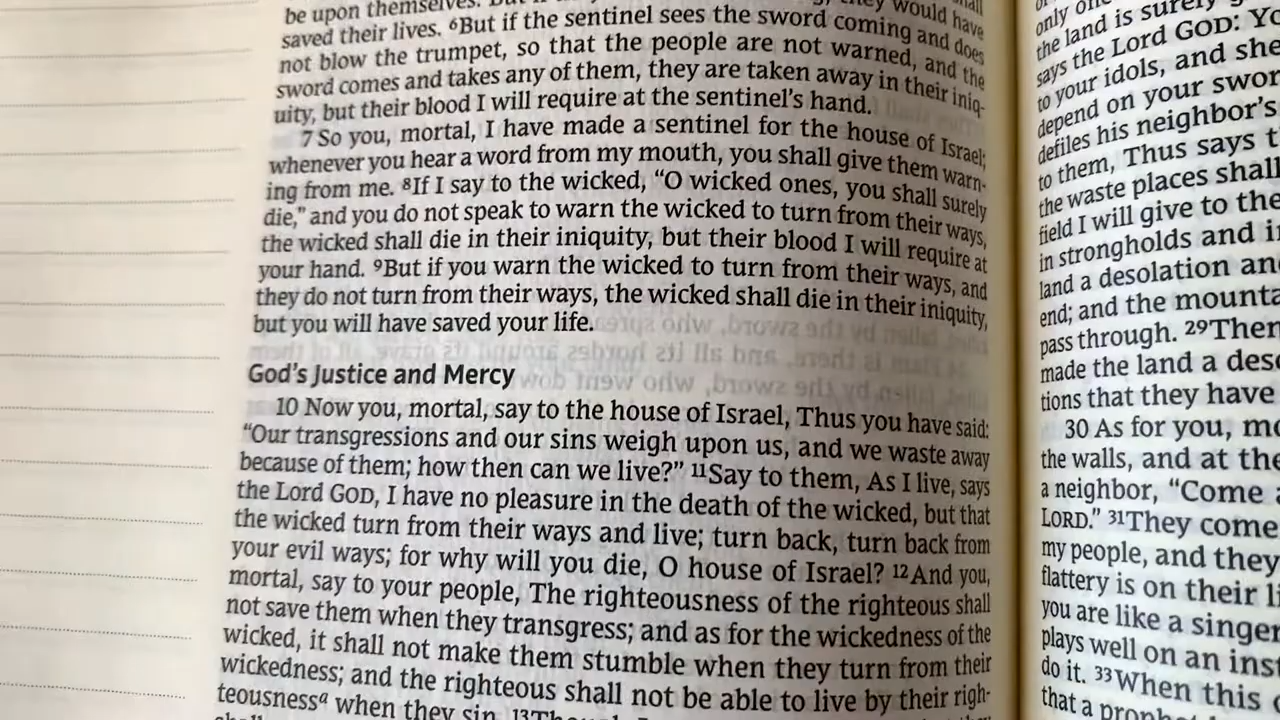 be upon themselves. But if
they would have
saved their lives. ⁶But if the sentinel sees the sword coming and does
not blow the trumpet, so that the people are not warned, and the
sword comes and takes any of them, they are taken away in their iniq-
uity, but their blood I will require at the sentinel’s hand.
7 So you, mortal, I have made a sentinel for the house of Israel;
whenever you hear a word from my mouth, you shall give them warn-
ing from me. ⁸If I say to the wicked, “O wicked ones, you shall surely
die,” and you do not speak to warn the wicked to turn from their ways,
the wicked shall die in their iniquity, but their blood I will require at
your hand. ⁹But if you warn the wicked to turn from their ways, and
they do not turn from their ways, the wicked shall die in their iniquity,
but you will have saved your life.
God’s Justice and Mercy
10 Now you, mortal, say to the house of Israel, Thus you have said:
“Our transgressions and our sins weigh upon us, and we waste away
because of them; how then can we live?” ¹¹Say to them, As I live, says
the Lord GOD, I have no pleasure in the death of the wicked, but that
the wicked turn from their ways and live; turn back, turn back from
your evil ways; for why will you die, O house of Israel? ¹²And you,
mortal, say to your people, The righteousness of the righteous shall
not save them when they transgress; and as for the wickedness of the
wicked, it shall not make them stumble when they turn from their
wickedness; and the righteous shall not be able to live by their righ-
teousnessᵃ when they sin. ¹³
only one
the land is surely
says the Lord GOD: Yo
to your idols, and she
depend on your swor
defiles his neighbor’s
to them, Thus says t
the waste places shall
field I will give to the
in strongholds and i
land a desolation an
end; and the mounta
pass through. ²⁹Then
made the land a des
tions that they have
30 As for you, mo
the walls, and at the
a neighbor, “Come
LORD.” ³¹They come
my people, and they
flattery is on their li
you are like a singer
plays well on an inst
do it. ³³When this
that a proph